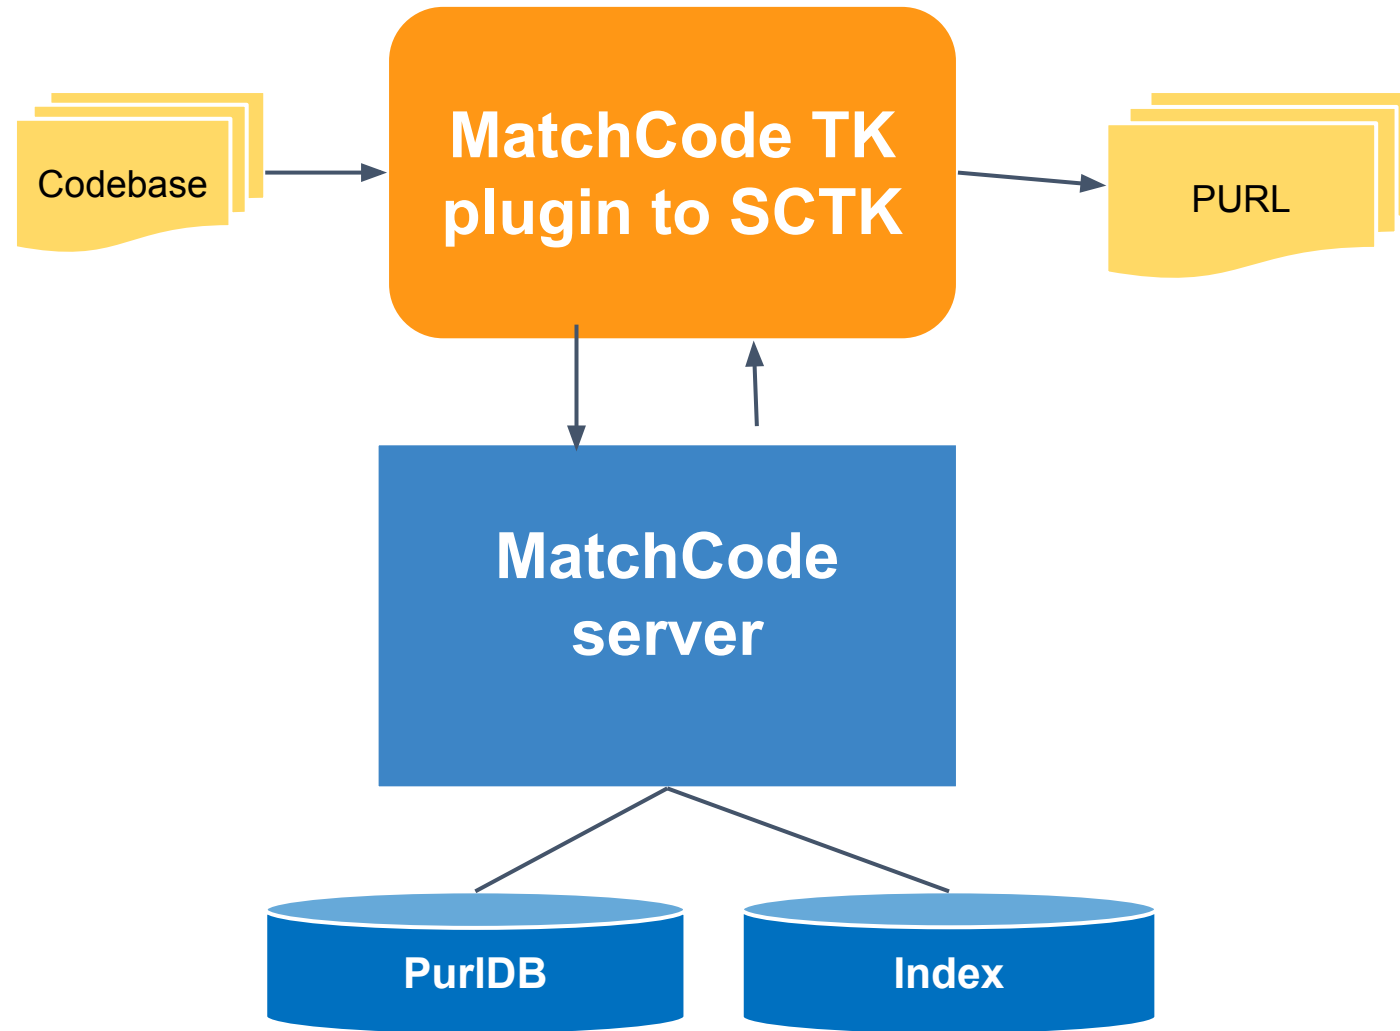 MatchCode TK
plugin to SCTK
Codebase
PURL
MatchCode
server
PurlDB
Index